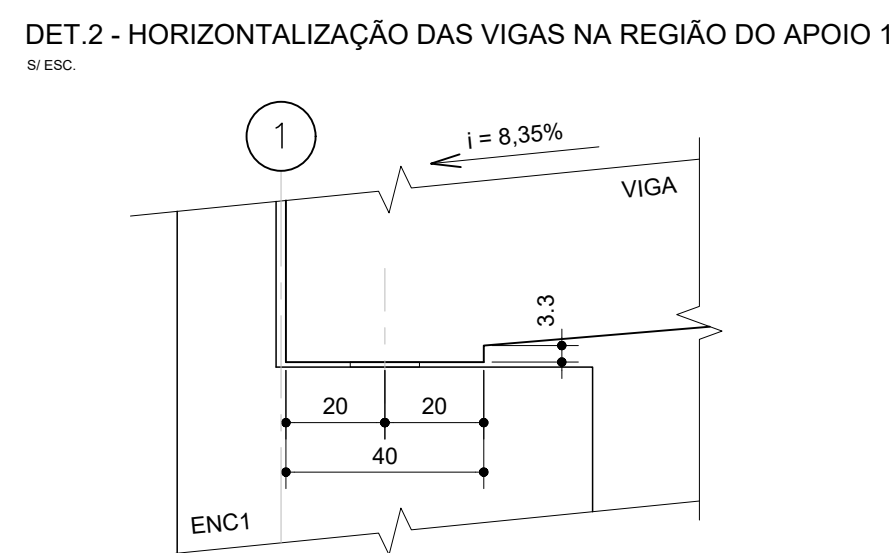 DET.2 - HORIZONTALIZAÇÃO DAS VIGAS NA REGIÃO DO APOIO 1
S/ ESC.
1
i = 8,35%
VIGA
3.3
20
20
40
ENC1